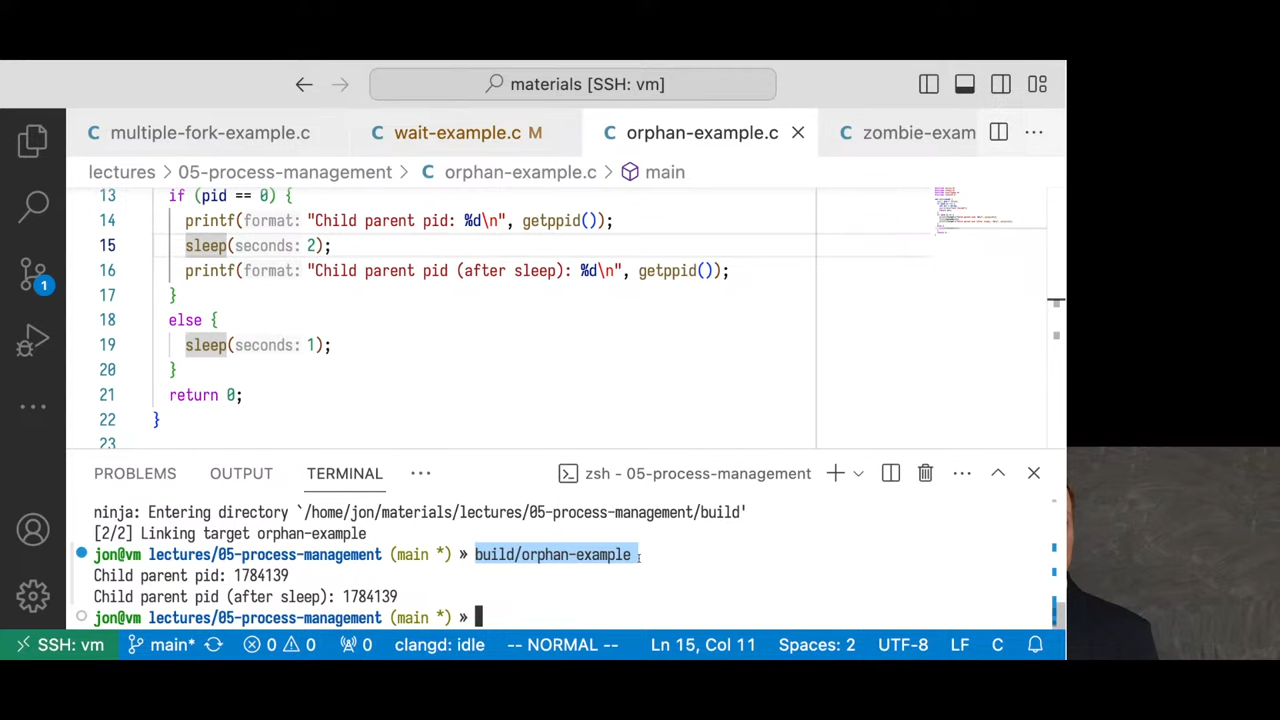 materials [SSH: vm]
C multiple-fork-example.c C wait-example.c M C orphan-example.c C zombie-exam
lectures > 05-process-management > C orphan-example.c > main
13 if (pid == 0) {
14 printf(format: "Child parent pid: %d\n", getppid());
15 sleep(seconds: 2);
16 printf(format: "Child parent pid (after sleep): %d\n", getppid());
17 }
18 else {
19 sleep(seconds: 1);
20 }
21 return 0;
22 }
23
1
PROBLEMS OUTPUT TERMINAL zsh - 05-process-management
ninja: Entering directory `/home/jon/materials/lectures/05-process-management/build'
[2/2] Linking target orphan-example
jon@vm lectures/05-process-management (main *) » build/orphan-example
Child parent pid: 1784139
Child parent pid (after sleep): 1784139
jon@vm lectures/05-process-management (main *) »
SSH: vm main* 0 0 0 clangd: idle -- NORMAL -- Ln 15, Col 11 Spaces: 2 UTF-8 LF C